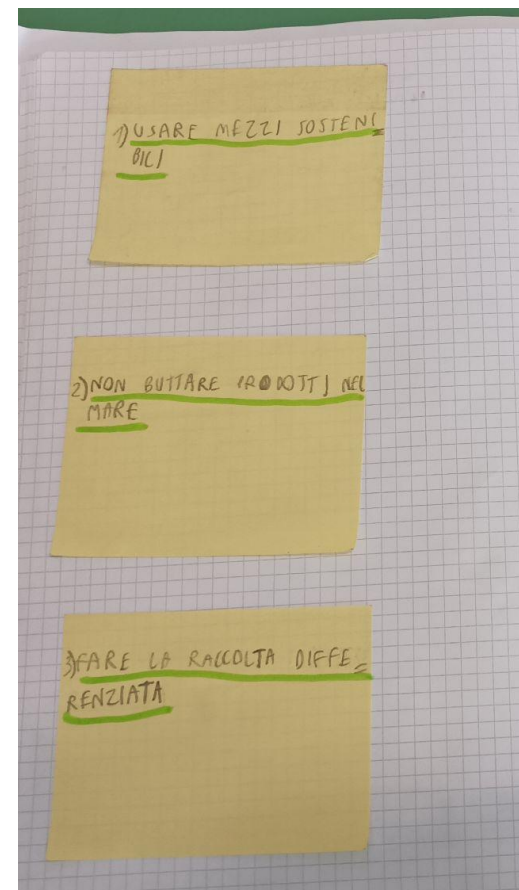 1) USARE MEZZI SOSTENI=
BILI
2) NON BUTTARE PRODOTTI NEL
MARE
3) FARE LA RACCOLTA DIFFE=
RENZIATA